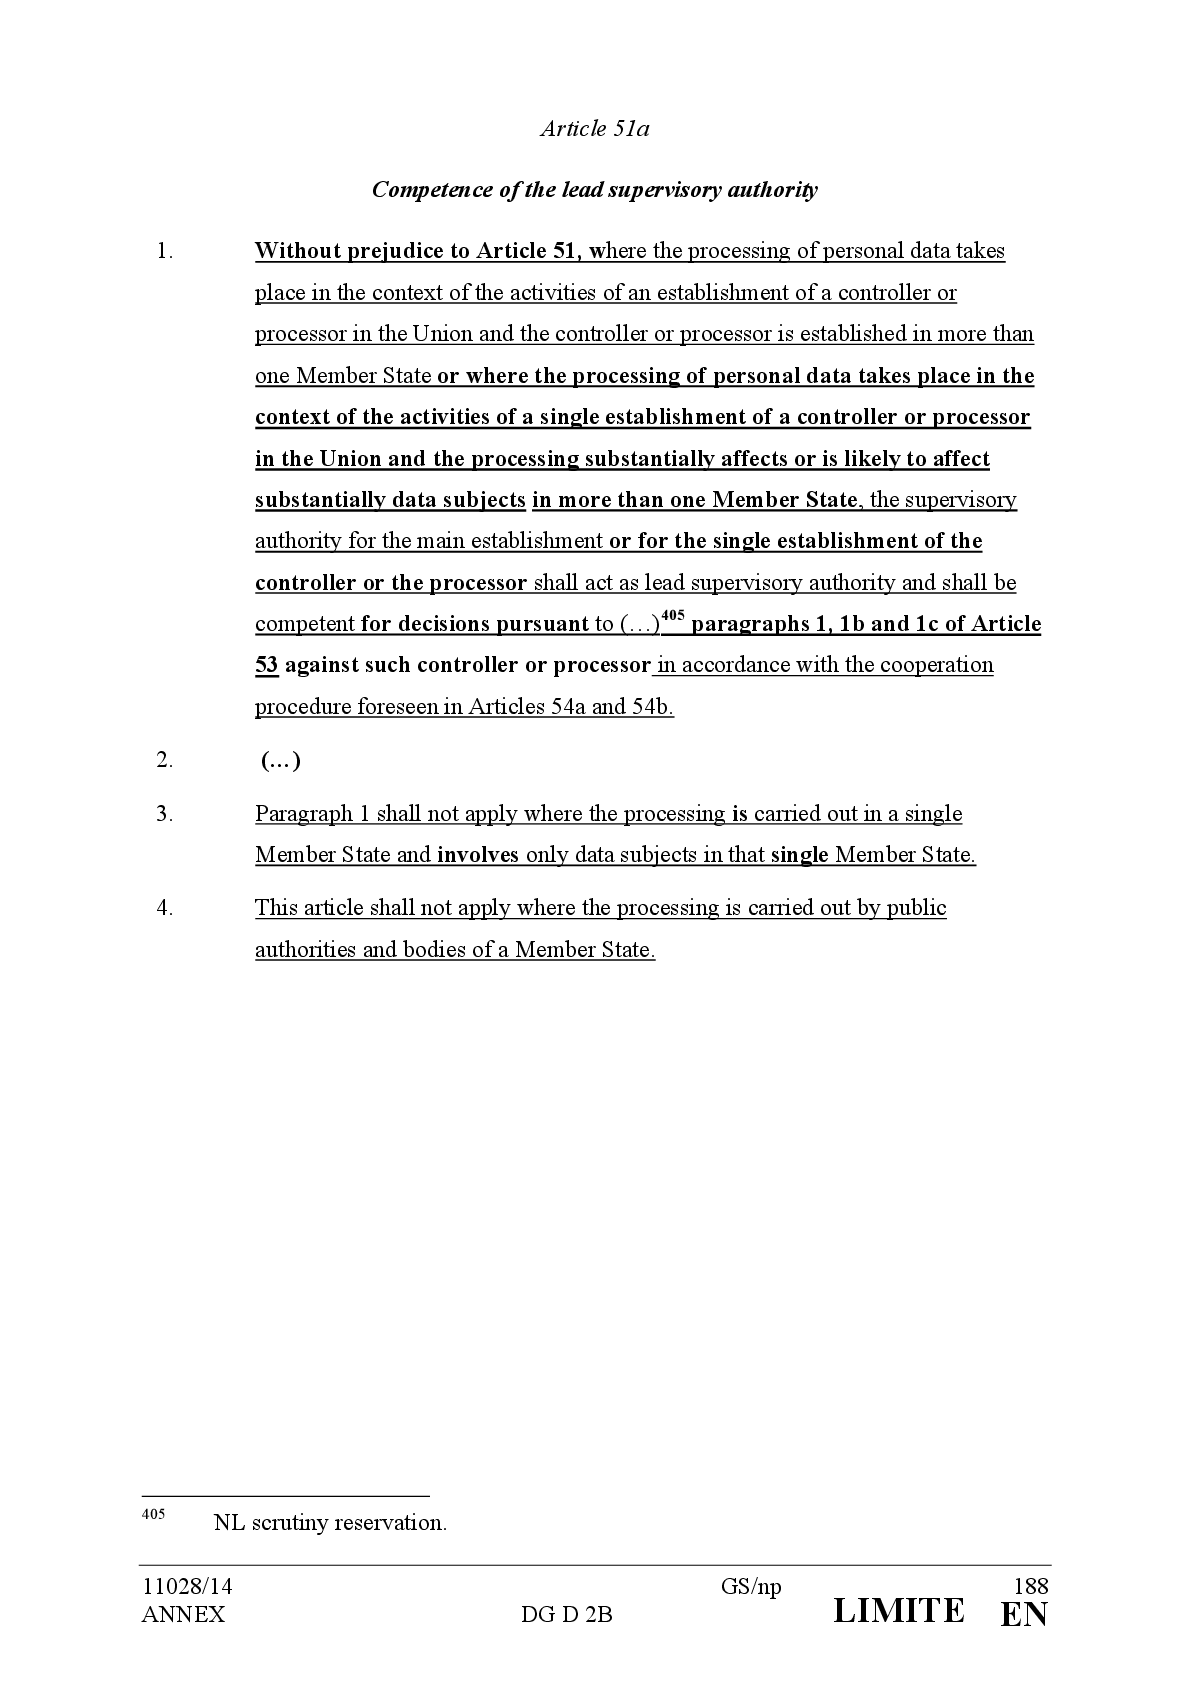 Article 51a
Competence of the lead supervisory authority
1. Without prejudice to Article 51, where the processing of personal data takes
place in the context of the activities of an establishment of a controller or
processor in the Union and the controller or processor is established in more than
one Member State or where the processing of personal data takes place in the
context of the activities of a single establishment of a controller or processor
in the Union and the processing substantially affects or is likely to affect
substantially data subjects in more than one Member State, the supervisory
authority for the main establishment or for the single establishment of the
controller or the processor shall act as lead supervisory authority and shall be
competent for decisions pursuant to (…)405 paragraphs 1, 1b and 1c of Article
53 against such controller or processor in accordance with the cooperation
procedure foreseen in Articles 54a and 54b.
2. (…)
3. Paragraph 1 shall not apply where the processing is carried out in a single
Member State and involves only data subjects in that single Member State.
4. This article shall not apply where the processing is carried out by public
authorities and bodies of a Member State.
405 NL scrutiny reservation.
11028/14 GS/np 188
ANNEX DG D 2B LIMITE EN